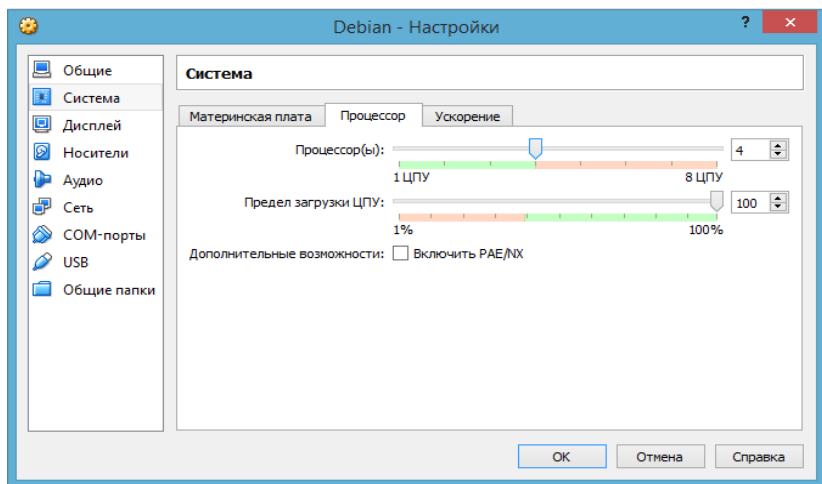 Debian - Настройки
?
×
Общие
Система
Дисплей
Носители
Аудио
Сеть
COM-порты
USB
Общие папки
Система
Материнская плата
Процессор
Ускорение
Процессор(ы):
4
1 ЦПУ
8 ЦПУ
Предел загрузки ЦПУ:
100
1%
100%
Дополнительные возможности:
Включить PAE/NX
OK
Отмена
Справка